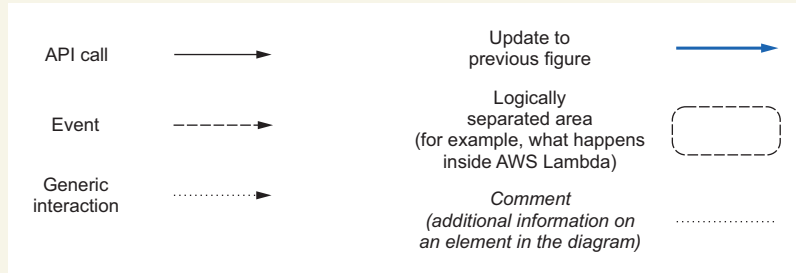 API call
Event
Generic
interaction
Update to
previous figure
Logically
separated area
(for example, what happens
inside AWS Lambda)
Comment
(additional information on
an element in the diagram)